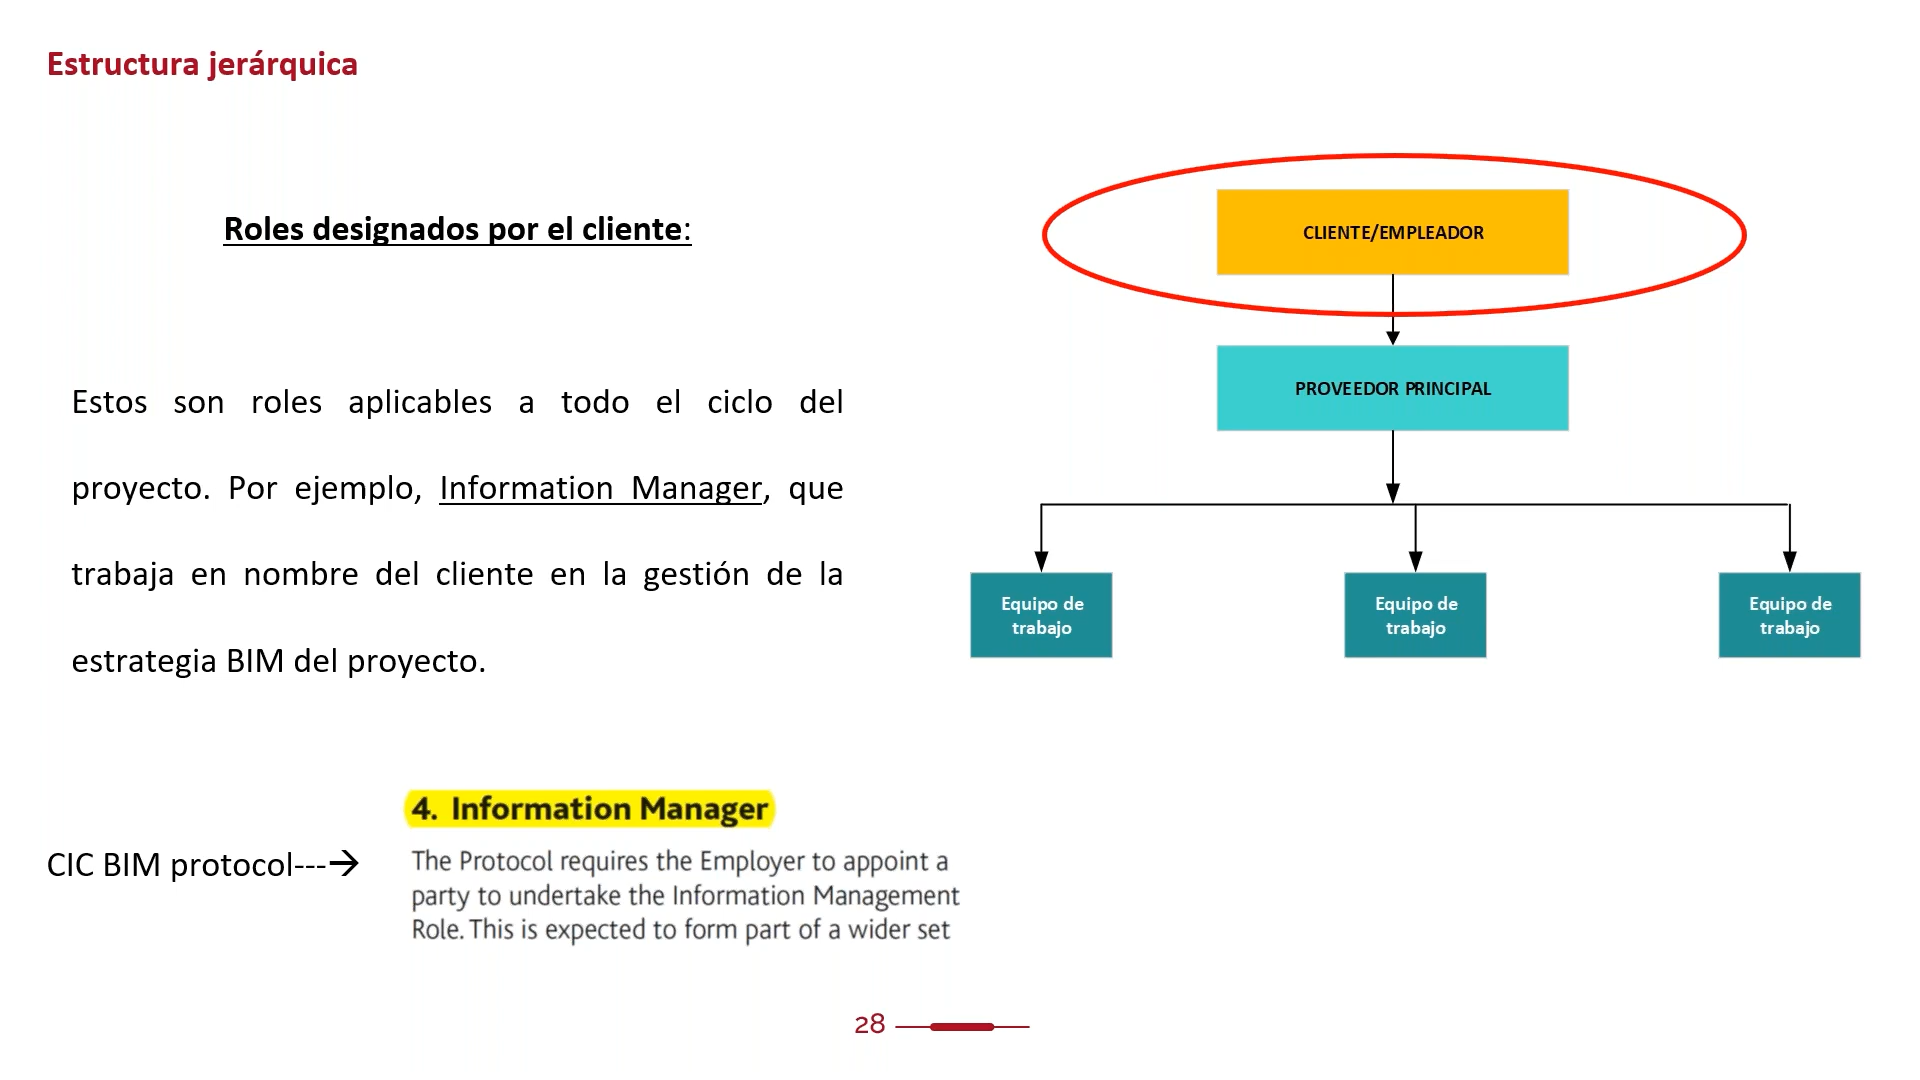 Estructura jerárquica
Roles designados por el cliente:
Estos son roles aplicables a todo el ciclo del
proyecto. Por ejemplo, Information Manager, que
trabaja en nombre del cliente en la gestión de la
estrategia BIM del proyecto.
CLIENTE/EMPLEADOR
PROVEEDOR PRINCIPAL
Equipo de
trabajo
Equipo de
trabajo
Equipo de
trabajo
CIC BIM protocol---→
4. Information Manager
The Protocol requires the Employer to appoint a
party to undertake the Information Management
Role. This is expected to form part of a wider set
28